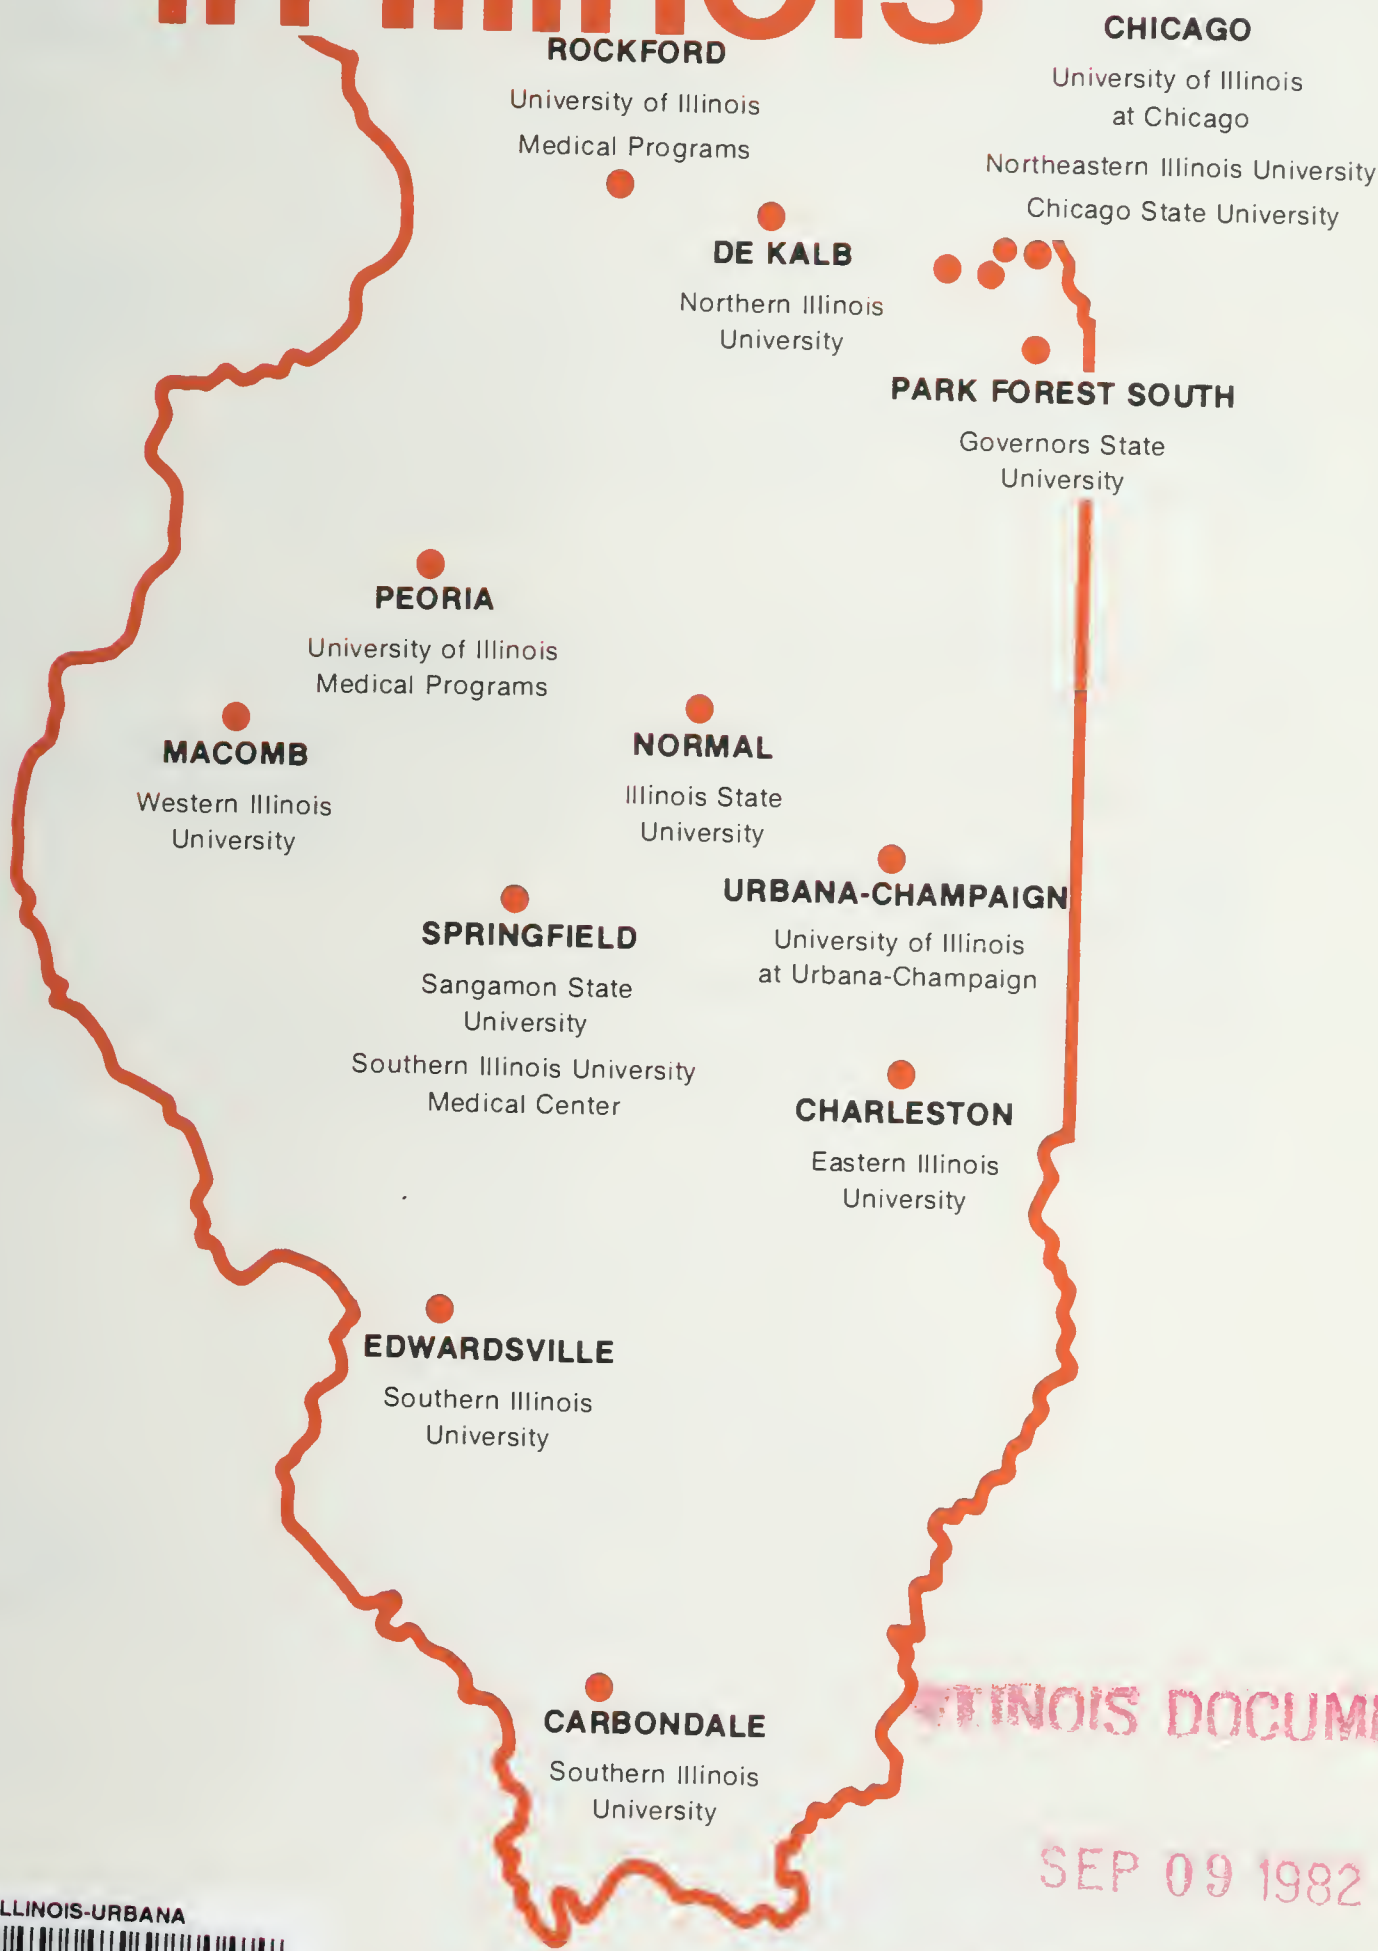 in Illinois
ROCKFORD
University of Illinois
Medical Programs
CHICAGO
University of Illinois
at Chicago
Northeastern Illinois University
Chicago State University
DE KALB
Northern Illinois
University
PARK FOREST SOUTH
Governors State
University
PEORIA
University of Illinois
Medical Programs
MACOMB
Western Illinois
University
NORMAL
Illinois State
University
URBANA-CHAMPAIGN
University of Illinois
at Urbana-Champaign
SPRINGFIELD
Sangamon State
University
Southern Illinois University
Medical Center
CHARLESTON
Eastern Illinois
University
EDWARDSVILLE
Southern Illinois
University
CARBONDALE
Southern Illinois
University
INOIS DOCUM
SEP 09 1982
LLINOIS-URBANA